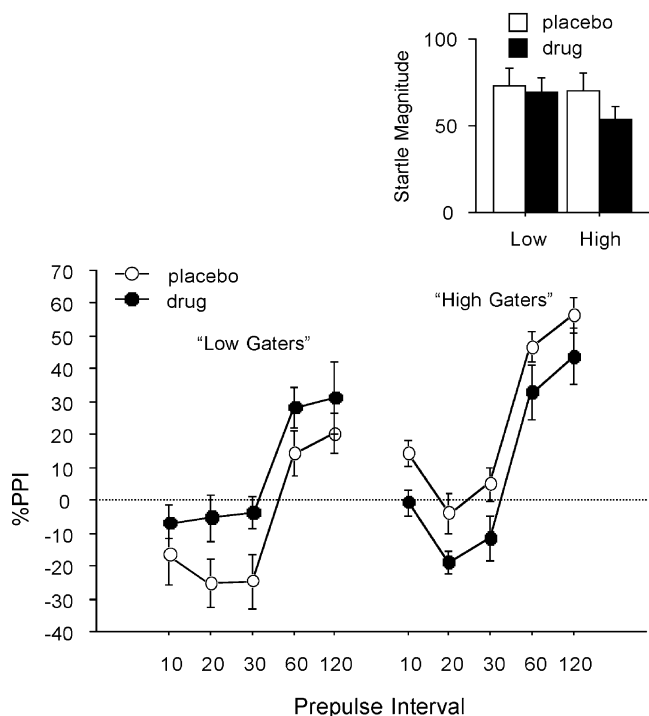 placebo
drug
100
50
0
Startle Magnitude
Low High
70
60
50
40
30
20
10
0
-10
-20
-30
-40
%PPI
placebo
drug
“Low Gaters”
“High Gaters”
10 20 30 60 120 10 20 30 60 120
Prepulse Interval